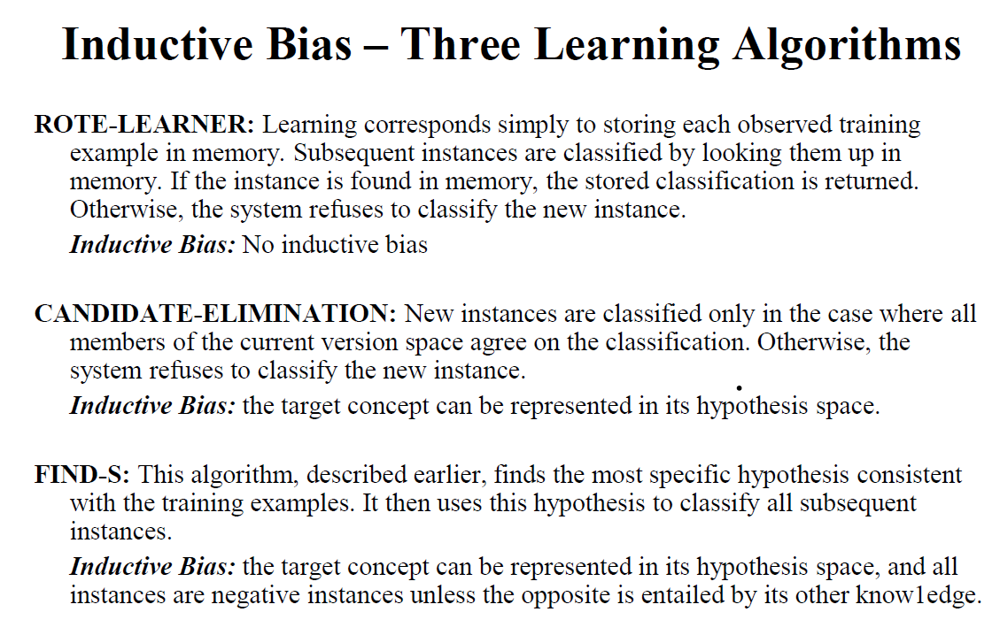 Inductive Bias – Three Learning Algorithms
ROTE-LEARNER: Learning corresponds simply to storing each observed training
example in memory. Subsequent instances are classified by looking them up in
memory. If the instance is found in memory, the stored classification is returned.
Otherwise, the system refuses to classify the new instance.
Inductive Bias: No inductive bias
CANDIDATE-ELIMINATION: New instances are classified only in the case where all
members of the current version space agree on the classification. Otherwise, the
system refuses to classify the new instance.
Inductive Bias: the target concept can be represented in its hypothesis space.
FIND-S: This algorithm, described earlier, finds the most specific hypothesis consistent
with the training examples. It then uses this hypothesis to classify all subsequent
instances.
Inductive Bias: the target concept can be represented in its hypothesis space, and all
instances are negative instances unless the opposite is entailed by its other know1edge.